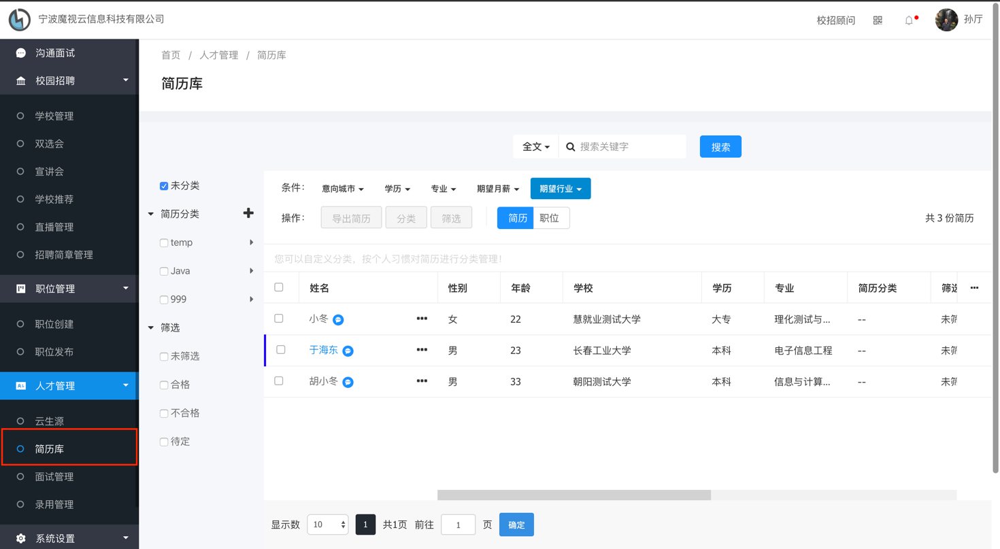 宁波魔视云信息科技有限公司
校招顾问
孙厅
沟通面试
校园招聘
学校管理
双选会
宣讲会
学校推荐
直播管理
招聘简章管理
职位管理
职位创建
职位发布
人才管理
云生源
简历库
面试管理
录用管理
系统设置
首页 / 人才管理 / 简历库
简历库
全文 搜索关键字 搜索
未分类
简历分类
temp
Java
999
筛选
未筛选
合格
不合格
待定
条件： 意向城市 学历 专业 期望月薪 期望行业
操作： 导出简历 分类 筛选 简历 职位 共 3 份简历
您可以自定义分类，按个人习惯对简历进行分类管理！
姓名 性别 年龄 学校 学历 专业 简历分类 筛选
小冬 女 22 慧就业测试大学 大专 理化测试与... -- 未筛
于海东 男 23 长春工业大学 本科 电子信息工程 -- 未筛
胡小冬 男 33 朝阳测试大学 本科 信息与计算... -- 未筛
显示数 10 1 共1页 前往 1 页 确定